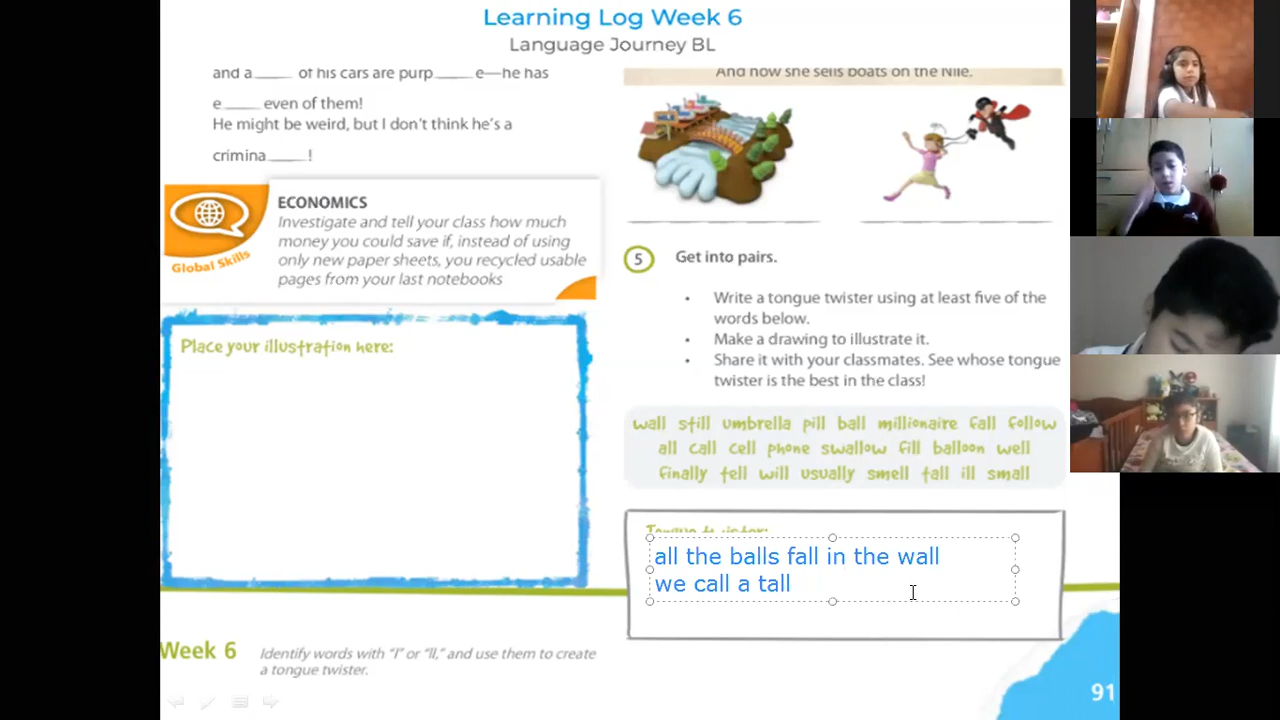 Learning Log Week 6
Language Journey BL
and a____ of his cars are purp____e—he has
e____even of them!
He might be weird, but I don't think he's a
crimina____!
ECONOMICS
Investigate and tell your class how much
money you could save if, instead of using
only new paper sheets, you recycled usable
pages from your last notebooks
Global Skills
Place your illustration here:
Week 6
Identify words with "l" or "ll," and use them to create
a tongue twister.
And now she sells boats on the Nile.
5 Get into pairs.
• Write a tongue twister using at least five of the
words below.
• Make a drawing to illustrate it.
• Share it with your classmates. See whose tongue
twister is the best in the class!
wall still umbrella pill ball millionaire fall follow
all call cell phone swallow fill balloon well
finally tell will usually smell tall ill small
Tongue twister:
all the balls fall in the wall
we call a tall
91